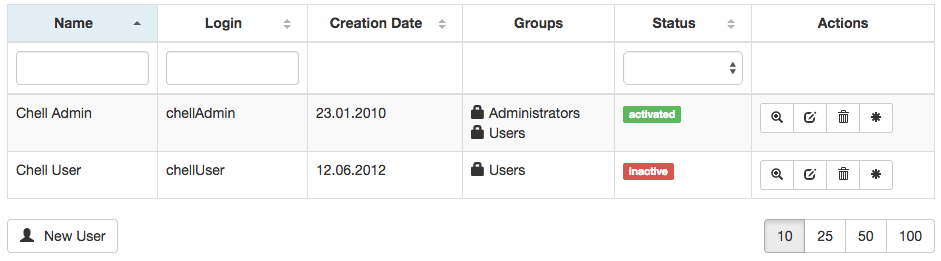 Name Login Creation Date Groups Status Actions
Chell Admin chellAdmin 23.01.2010 Administrators activated
Users
Chell User chellUser 12.06.2012 Users inactive
New User 10 25 50 100